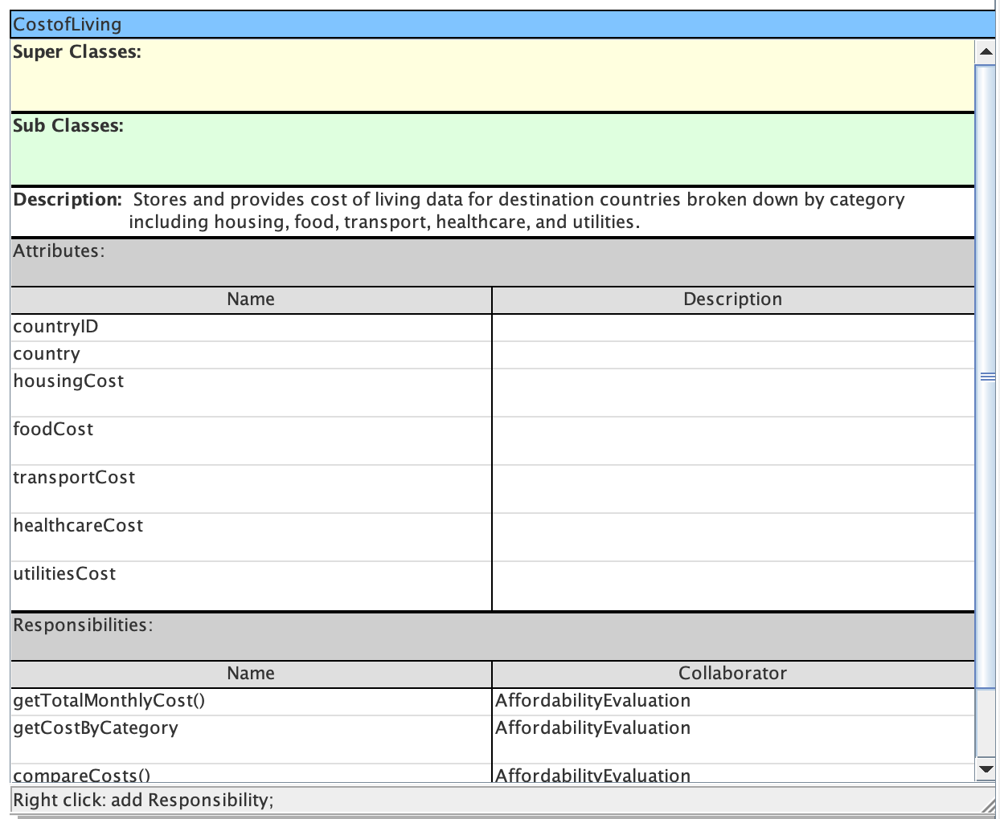 CostofLiving
Super Classes:
Sub Classes:
Description: Stores and provides cost of living data for destination countries broken down by category
including housing, food, transport, healthcare, and utilities.
Attributes:
Name Description
countryID
country
housingCost
foodCost
transportCost
healthcareCost
utilitiesCost
Responsibilities:
Name Collaborator
getTotalMonthlyCost() AffordabilityEvaluation
getCostByCategory AffordabilityEvaluation
compareCosts() AffordabilityEvaluation
Right click: add Responsibility;